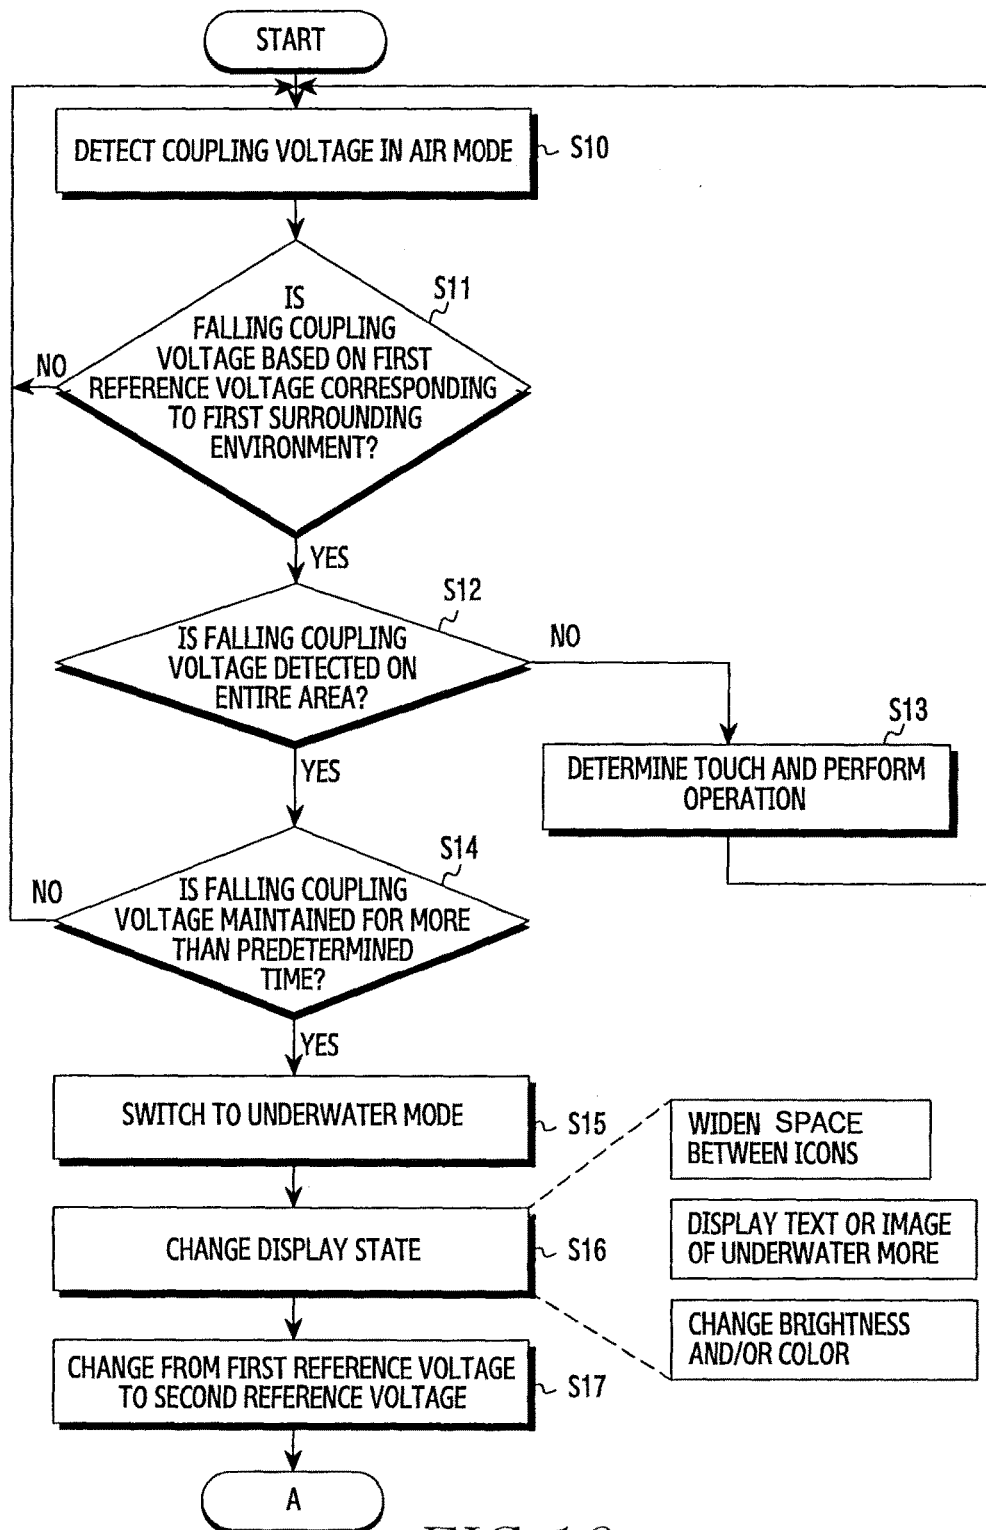 START
DETECT COUPLING VOLTAGE IN AIR MODE
S10
S11
IS
FALLING COUPLING
VOLTAGE BASED ON FIRST
REFERENCE VOLTAGE CORRESPONDING
TO FIRST SURROUNDING
ENVIRONMENT?
NO
YES
S12
IS FALLING COUPLING
VOLTAGE DETECTED ON
ENTIRE AREA?
NO
YES
S13
DETERMINE TOUCH AND PERFORM
OPERATION
S14
IS FALLING COUPLING
VOLTAGE MAINTAINED FOR MORE
THAN PREDETERMINED
TIME?
NO
YES
SWITCH TO UNDERWATER MODE
S15
CHANGE DISPLAY STATE
S16
WIDEN SPACE
BETWEEN ICONS
DISPLAY TEXT OR IMAGE
OF UNDERWATER MORE
CHANGE BRIGHTNESS
AND/OR COLOR
CHANGE FROM FIRST REFERENCE VOLTAGE
TO SECOND REFERENCE VOLTAGE
S17
A